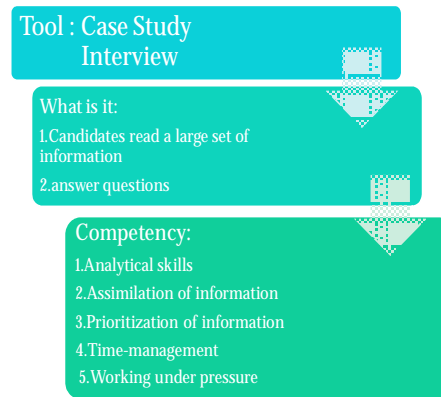 Tool : Case Study
Interview
What is it:
1.Candidates read a large set of
information
2.answer questions
Competency:
1.Analytical skills
2.Assimilation of information
3.Prioritization of information
4.Time-management
5.Working under pressure